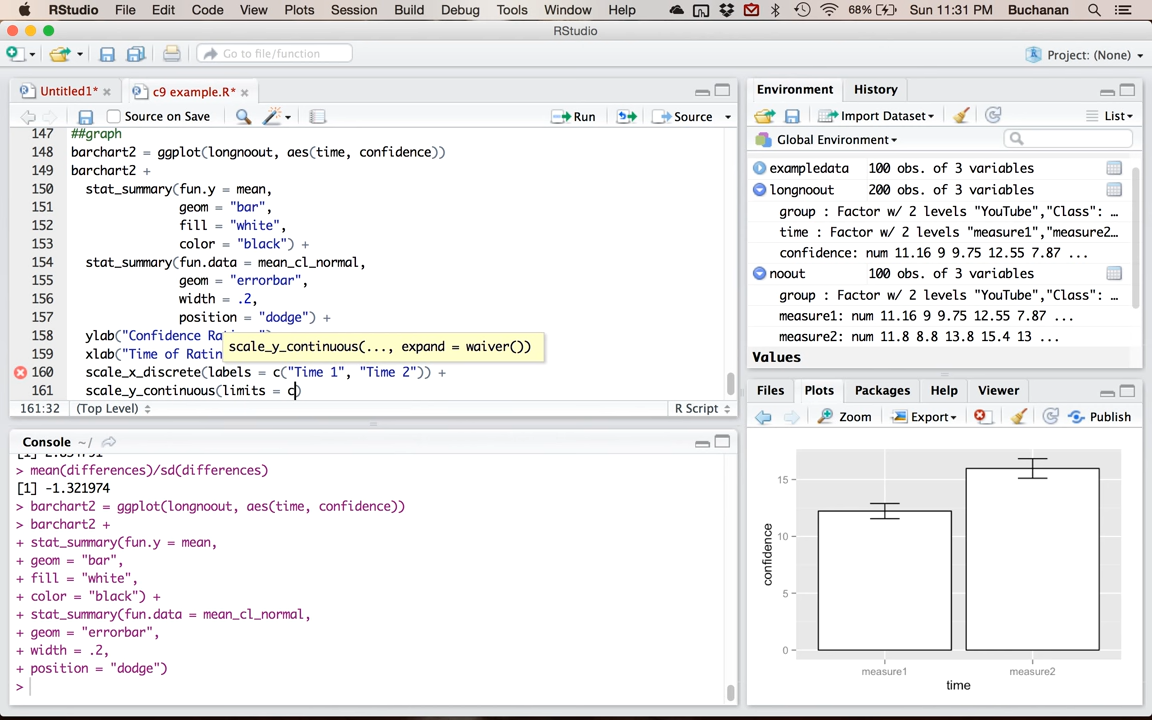 RStudio File Edit Code View Plots Session Build Debug Tools Window Help 68% Sun 11:31 PM Buchanan
RStudio
Go to file/function
Project: (None)
Untitled1* × c9 example.R* ×
Source on Save Run Source
147 ##graph
148 barchart2 = ggplot(longnoout, aes(time, confidence))
149 barchart2 +
150 stat_summary(fun.y = mean,
151 geom = "bar",
152 fill = "white",
153 color = "black") +
154 stat_summary(fun.data = mean_cl_normal,
155 geom = "errorbar",
156 width = .2,
157 position = "dodge") +
158 ylab("Confidence
scale_y_continuous(..., expand = waiver())
159 xlab("Time of Ratin
160 scale_x_discrete(labels = c("Time 1", "Time 2")) +
161 scale_y_continuous(limits = c)
161:32 (Top Level) R Script
Console ~/
> mean(differences)/sd(differences)
[1] -1.321974
> barchart2 = ggplot(longnoout, aes(time, confidence))
> barchart2 +
+ stat_summary(fun.y = mean,
+ geom = "bar",
+ fill = "white",
+ color = "black") +
+ stat_summary(fun.data = mean_cl_normal,
+ geom = "errorbar",
+ width = .2,
+ position = "dodge")
>
Environment History
Import Dataset List
Global Environment
exampledata 100 obs. of 3 variables
longnoout 200 obs. of 3 variables
group : Factor w/ 2 levels "YouTube","Class": …
time : Factor w/ 2 levels "measure1","measure2…
confidence: num 11.16 9 9.75 12.55 7.87 ...
noout 100 obs. of 3 variables
group : Factor w/ 2 levels "YouTube","Class": …
measure1: num 11.16 9 9.75 12.55 7.87 ...
measure2: num 11.8 8.8 13.8 15.4 13 ...
Values
Files Plots Packages Help Viewer
Zoom Export Publish
15
10
5
0
confidence
measure1 measure2
time